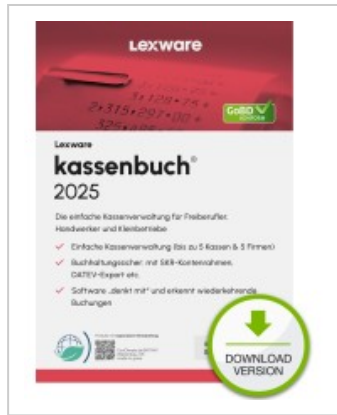 Lexware
GoBD
Lexware
kassenbuch®
2025
Die einfache Kassenverwaltung für Freiberufler,
Handwerker und Kleinbetriebe
Einfache Kassenverwaltung (bis zu 5 Kassen & 3 Firmen)
Buchhaltungssicher: mit SKR-Kontenrahmen,
DATEV-Export etc.
Software „denkt mit“ und erkennt wiederkehrende
Buchungen
DOWNLOAD
VERSION